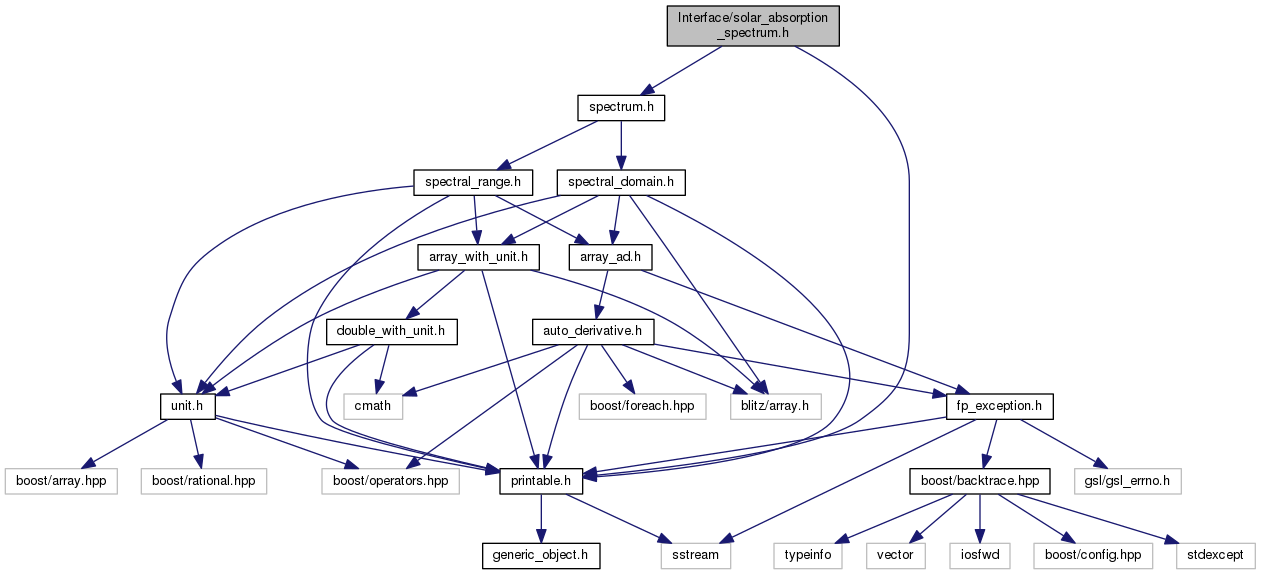 Interface/solar_absorption
_spectrum.h
spectrum.h
spectral_range.h
spectral_domain.h
array_with_unit.h
array_ad.h
double_with_unit.h
auto_derivative.h
unit.h
cmath
boost/foreach.hpp
blitz/array.h
fp_exception.h
boost/array.hpp
boost/rational.hpp
boost/operators.hpp
printable.h
boost/backtrace.hpp
gsl/gsl_errno.h
generic_object.h
sstream
typeinfo
vector
iosfwd
boost/config.hpp
stdexcept